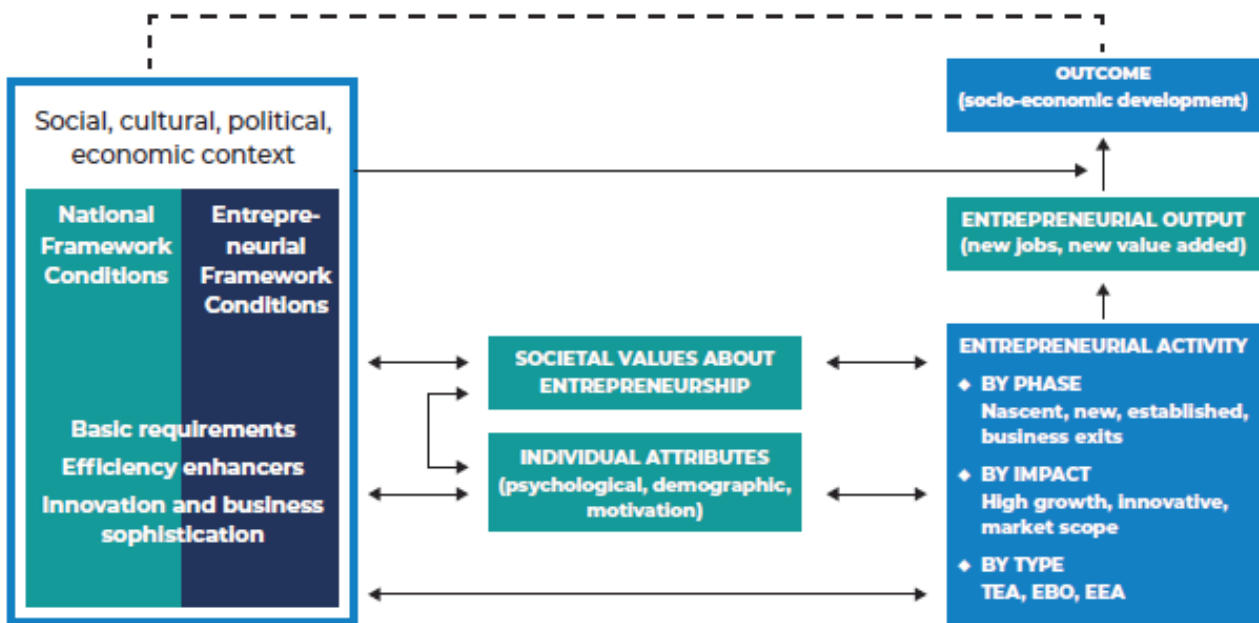 Social, cultural, political,
economic context
National
Framework
Conditions
Entrepre-
neurial
Framework
Conditions
Basic requirements
Efficiency enhancers
Innovation and business
sophistication
SOCIETAL VALUES ABOUT
ENTREPRENEURSHIP
INDIVIDUAL ATTRIBUTES
(psychological, demographic,
motivation)
OUTCOME
(socio-economic development)
ENTREPRENEURIAL OUTPUT
(new jobs, new value added)
ENTREPRENEURIAL ACTIVITY
◆ BY PHASE
Nascent, new, established,
business exits
◆ BY IMPACT
High growth, innovative,
market scope
◆ BY TYPE
TEA, EBO, EEA